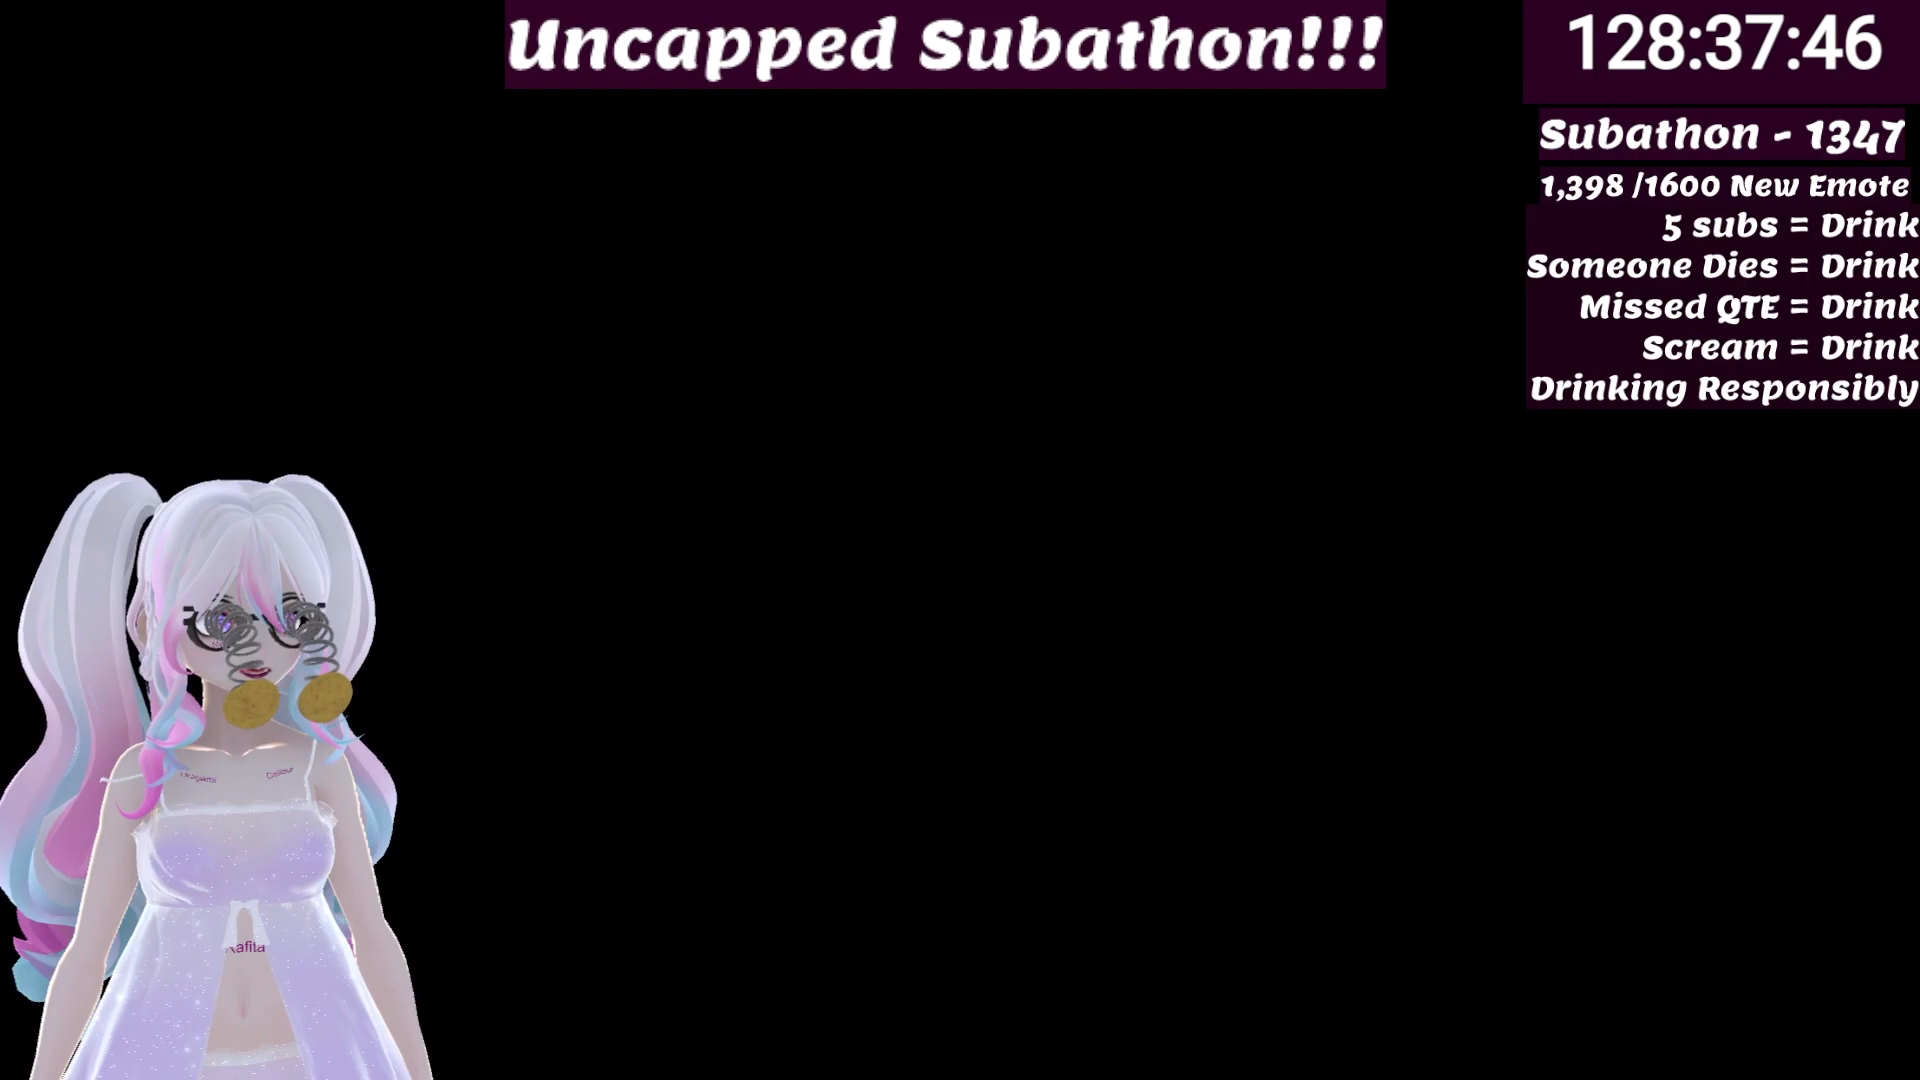 Uncapped Subathon!!!
128:37:46
Subathon - 1347
1,398 /1600 New Emote
5 subs = Drink
Someone Dies = Drink
Missed QTE = Drink
Scream = Drink
Drinking Responsibly